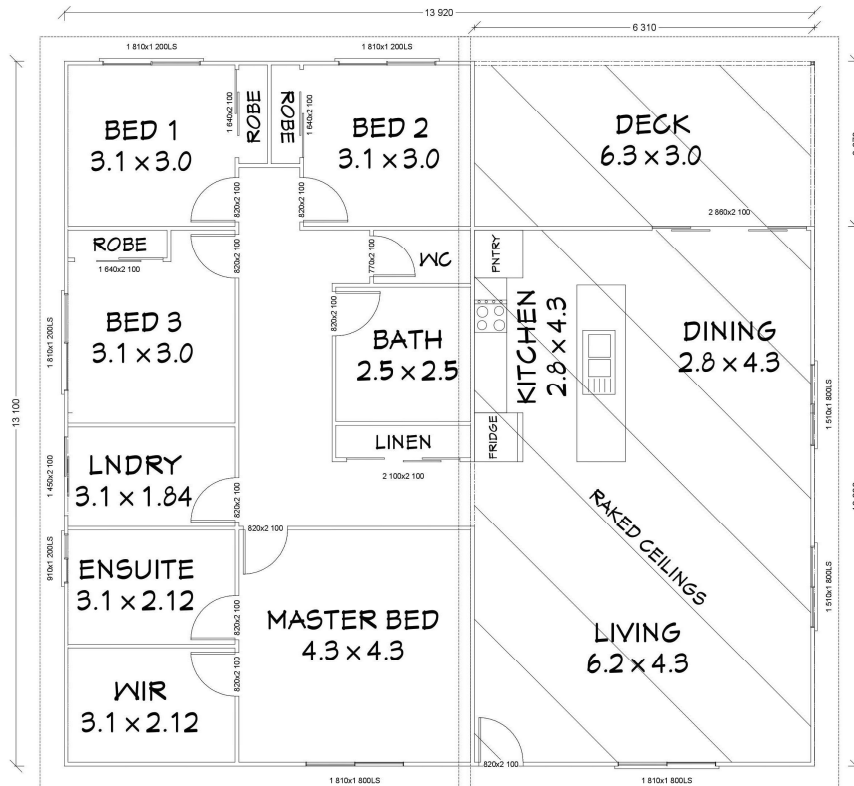 13 920
6 310
1 810x1 200LS
1 810x1 200LS
BED 1
3.1 x 3.0
1 640x2 100
ROBE
ROBE
1 640x2 100
BED 2
3.1 x 3.0
DECK
6.3 x 3.0
820x2 100
820x2 100
2 860x2 100
ROBE
1 640x2 100
820x2 100
770x2 100
WC
PNTRY
1 810x1 200LS
BED 3
3.1 x 3.0
820x2 100
BATH
2.5 x 2.5
KITCHEN
2.8 x 4.3
DINING
2.8 x 4.3
13 100
1 510x1 800LS
FRIDGE
LINEN
2 100x2 100
1 450x2 100
LNDRY
3.1 x 1.84
820x2 100
820x2 100
RAKED CEILINGS
910x1 200LS
ENSUITE
3.1 x 2.12
820x2 100
MASTER BED
4.3 x 4.3
LIVING
6.2 x 4.3
1 510x1 800LS
WIR
3.1 x 2.12
820x2 100
820x2 100
1 810x1 800LS
1 810x1 800LS